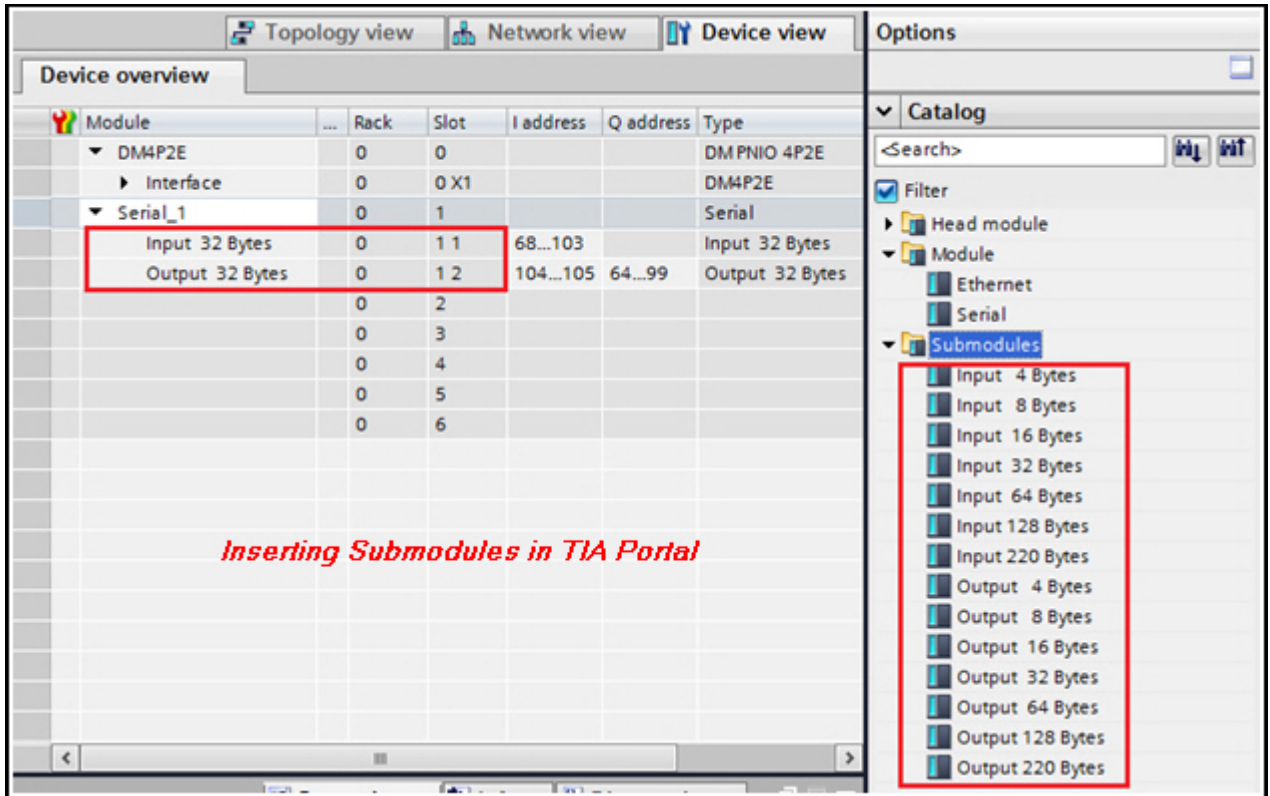 Topology view Network view Device view Options
Device overview
Module ... Rack Slot I address Q address Type
DM4P2E 0 0 DM PNIO 4P2E
Interface 0 0 X1 DM4P2E
Serial_1 0 1 Serial
Input 32 Bytes 0 1 1 68...103 Input 32 Bytes
Output 32 Bytes 0 1 2 104...105 64...99 Output 32 Bytes
0 2
0 3
0 4
0 5
0 6
Inserting Submodules in TIA Portal
Catalog
<Search>
Filter
Head module
Module
Ethernet
Serial
Submodules
Input 4 Bytes
Input 8 Bytes
Input 16 Bytes
Input 32 Bytes
Input 64 Bytes
Input 128 Bytes
Input 220 Bytes
Output 4 Bytes
Output 8 Bytes
Output 16 Bytes
Output 32 Bytes
Output 64 Bytes
Output 128 Bytes
Output 220 Bytes